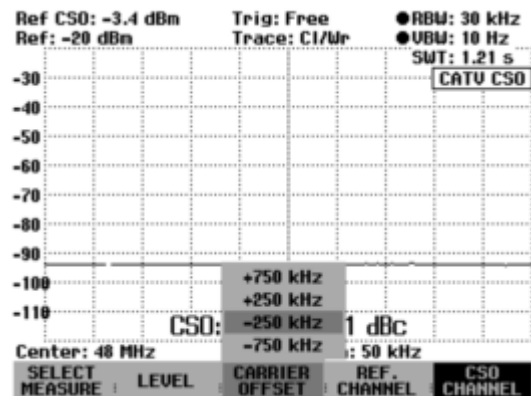 Ref CSO: -3.4 dBm Trig: Free ●RBW: 30 kHz
Ref: -20 dBm Trace: Cl/Wr ●VBW: 10 Hz
SWT: 1.21 s
CATV CSO
-30
-40
-50
-60
-70
-80
-90
-100
-110
+750 kHz
+250 kHz
-250 kHz
-750 kHz
CSO: 1 dBc
Center: 48 MHz : 50 kHz
SELECT MEASURE
LEVEL
CARRIER OFFSET
REF. CHANNEL
CSO CHANNEL